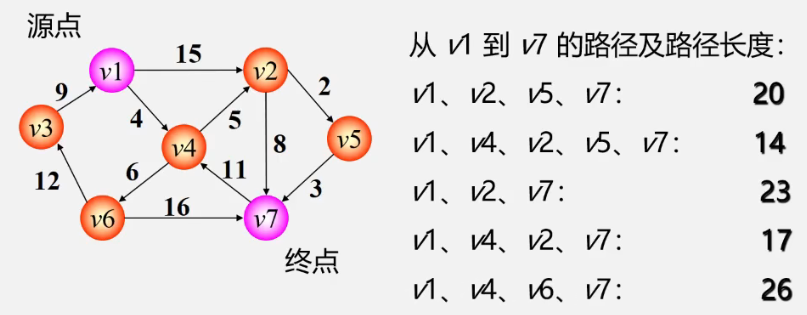 源点
v1
15
v2
9
2
v3
4
5
v4
8
v5
12
6
11
3
v6
16
v7
终点
从 v1 到 v7 的路径及路径长度：
v1、v2、v5、v7： 20
v1、v4、v2、v5、v7： 14
v1、v2、v7： 23
v1、v4、v2、v7： 17
v1、v4、v6、v7： 26